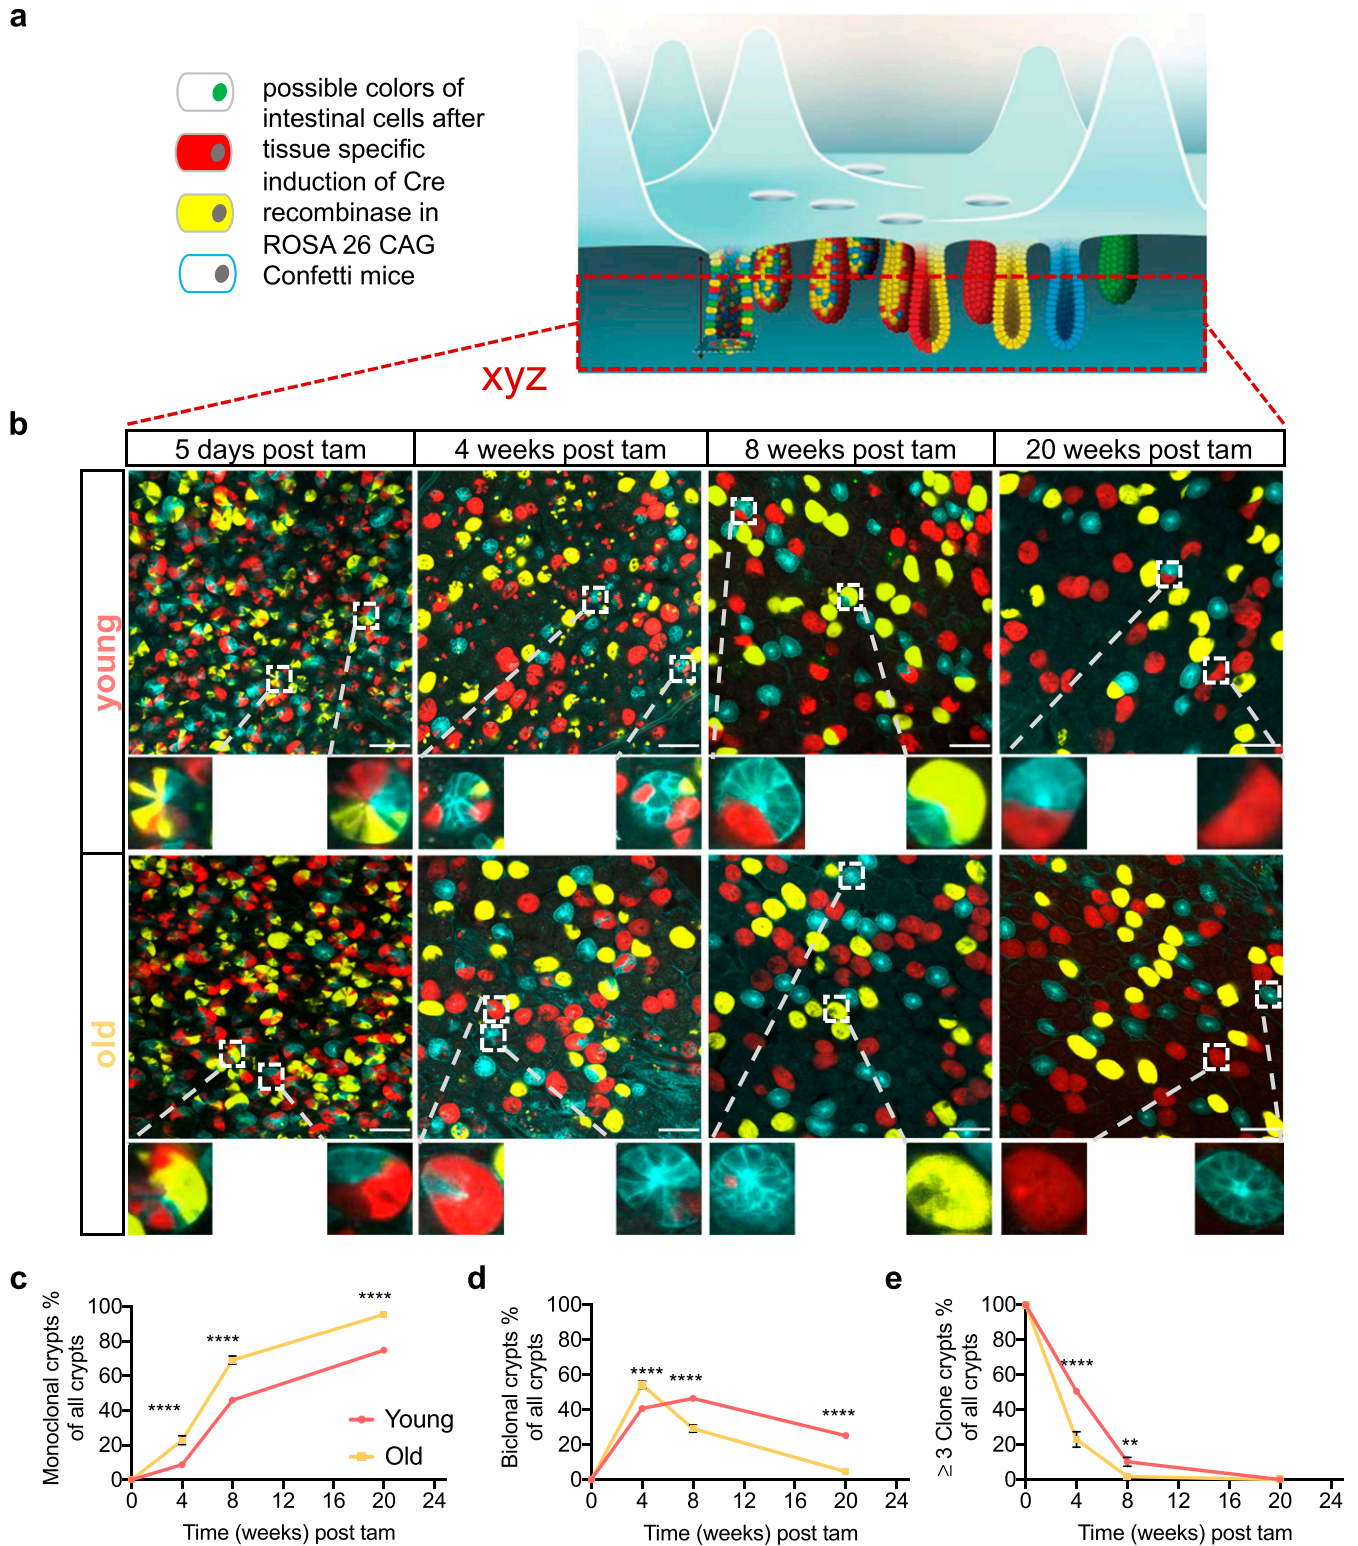 a
possible colors of
intestinal cells after
tissue specific
induction of Cre
recombinase in
ROSA 26 CAG
Confetti mice
xyz
b
5 days post tam
4 weeks post tam
8 weeks post tam
20 weeks post tam
young
old
c
Monoclonal crypts %
of all crypts
100
80
60
40
20
0
****
****
****
Young
Old
0 4 8 12 16 20 24
Time (weeks) post tam
d
Biclonal crypts %
of all crypts
100
80
60
40
20
0
****
****
****
0 4 8 12 16 20 24
Time (weeks) post tam
e
≥ 3 Clone crypts %
of all crypts
100
80
60
40
20
0
****
**
0 4 8 12 16 20 24
Time (weeks) post tam